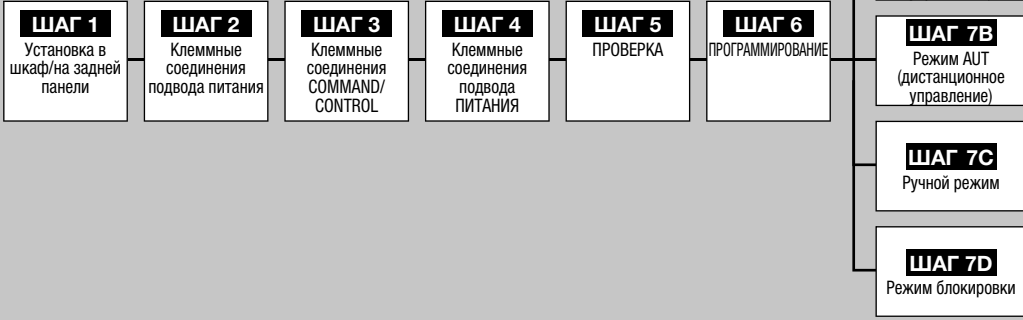 ШАГ 1
Установка в
шкаф/на задней
панели
ШАГ 2
Клеммные
соединения
подвода питания
ШАГ 3
Клеммные
соединения
COMMAND/
CONTROL
ШАГ 4
Клеммные
соединения
подвода
ПИТАНИЯ
ШАГ 5
ПРОВЕРКА
ШАГ 6
ПРОГРАММИРОВАНИЕ
ШАГ 7B
Режим AUT
(дистанционное
управление)
ШАГ 7C
Ручной режим
ШАГ 7D
Режим блокировки